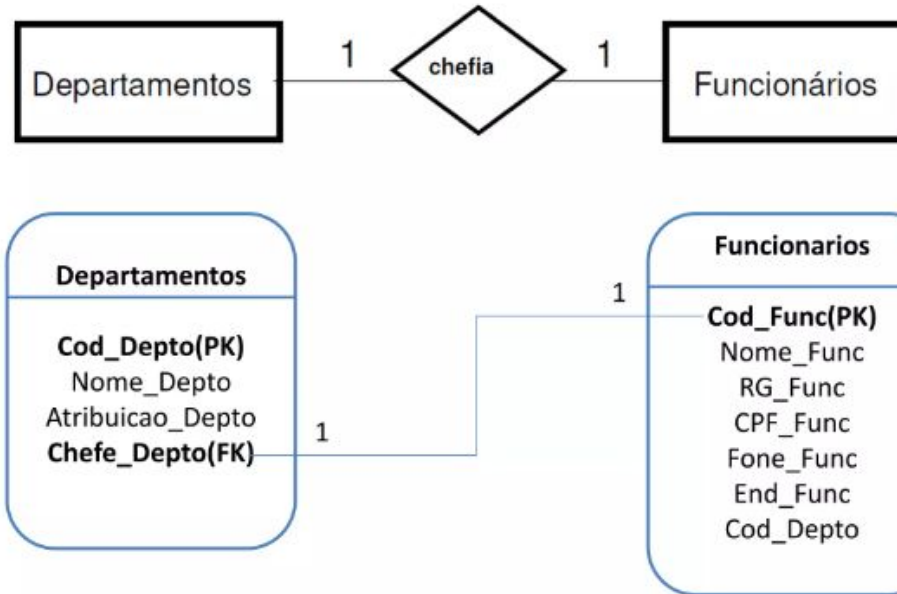 Departamentos
1
chefia
1
Funcionários
Departamentos
Cod_Depto(PK)
Nome_Depto
Atribuicao_Depto
Chefe_Depto(FK)
1
1
Funcionarios
Cod_Func(PK)
Nome_Func
RG_Func
CPF_Func
Fone_Func
End_Func
Cod_Depto